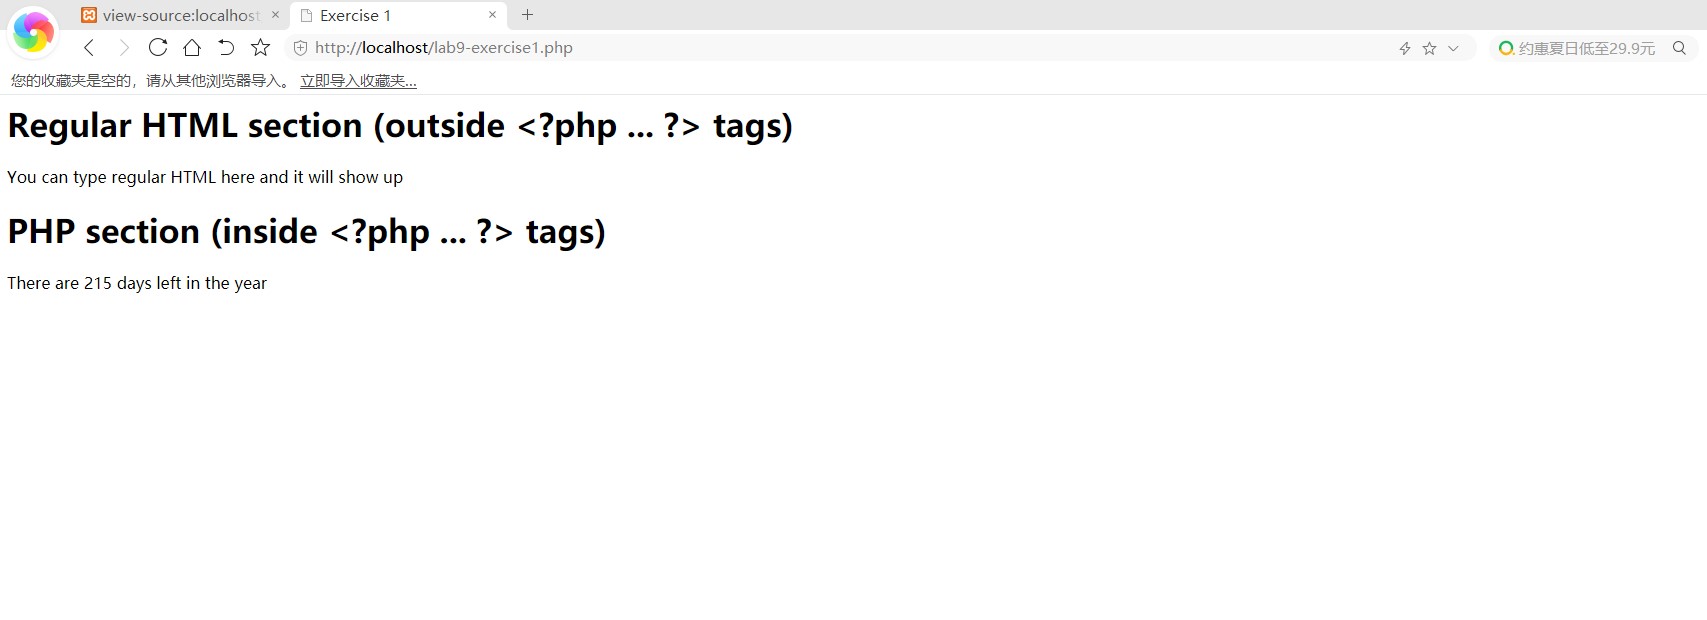 view-source:localhost
Exercise 1
http://localhost/lab9-exercise1.php
约惠夏日低至29.9元
您的收藏夹是空的，请从其他浏览器导入。 立即导入收藏夹...
Regular HTML section (outside <?php ... ?> tags)
You can type regular HTML here and it will show up
PHP section (inside <?php ... ?> tags)
There are 215 days left in the year